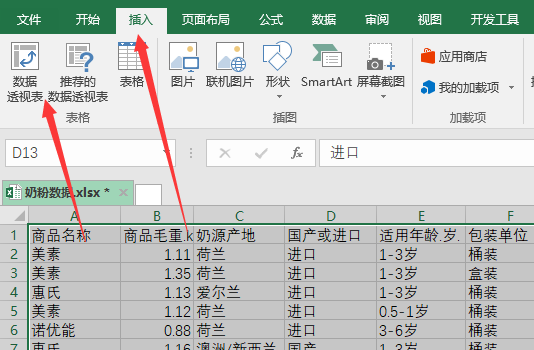 文件 开始 插入 页面布局 公式 数据 审阅 视图 开发工具
数据 推荐的 表格 图片 联机图片 形状 SmartArt 屏幕截图 应用商店
透视表 数据透视表 我的加载项
表格 插图 加载项
D13 fx 进口
奶粉数据.xlsx *
A B C D E F
1 商品名称 商品毛重.k 奶源产地 国产或进口 适用年龄.岁. 包装单位
2 美素 1.11 荷兰 进口 1-3岁 桶装
3 美素 1.35 荷兰 进口 1-3岁 盒装
4 惠氏 1.13 爱尔兰 进口 1-3岁 桶装
5 美素 1.12 荷兰 进口 0.5-1岁 桶装
6 诺优能 0.88 荷兰 进口 3-6岁 桶装
7 惠氏 1.16 澳洲/新西兰 国产 1-3岁 桶装